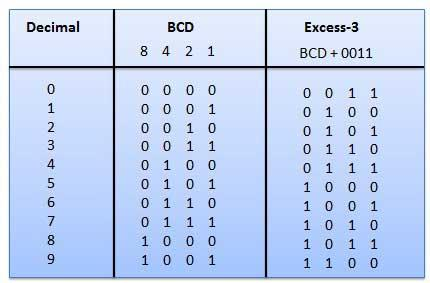 Decimal BCD Excess-3
8 4 2 1 BCD + 0011
0 0 0 0 0 0 0 1 1
1 0 0 0 1 0 1 0 0
2 0 0 1 0 0 1 0 1
3 0 0 1 1 0 1 1 0
4 0 1 0 0 0 1 1 1
5 0 1 0 1 1 0 0 0
6 0 1 1 0 1 0 0 1
7 0 1 1 1 1 0 1 0
8 1 0 0 0 1 0 1 1
9 1 0 0 1 1 1 0 0